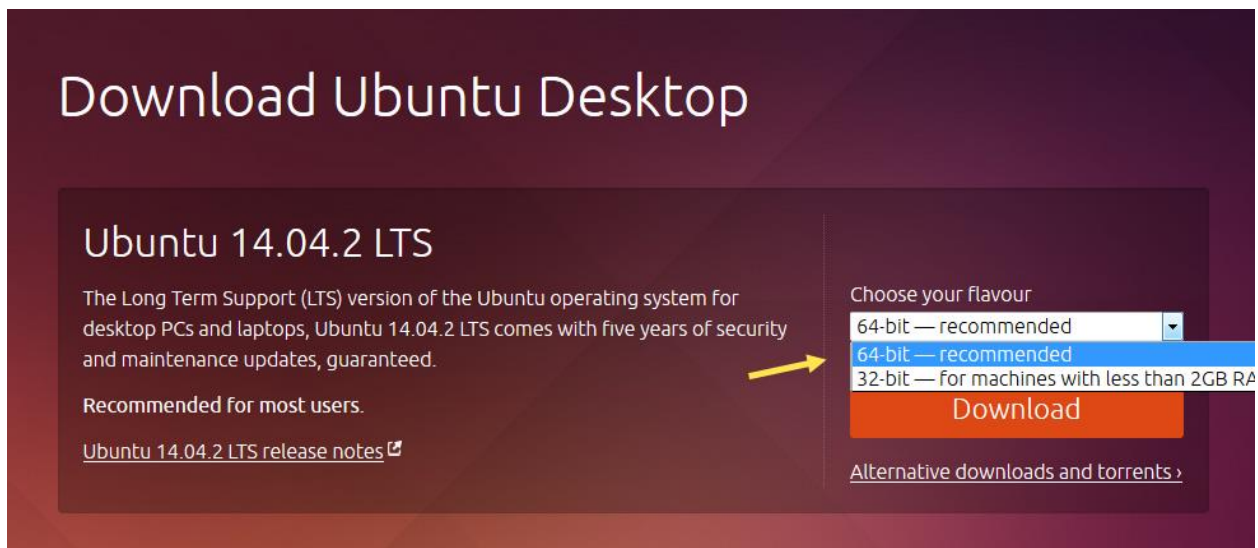 Download Ubuntu Desktop
Ubuntu 14.04.2 LTS
The Long Term Support (LTS) version of the Ubuntu operating system for
desktop PCs and laptops, Ubuntu 14.04.2 LTS comes with five years of security
and maintenance updates, guaranteed.
Recommended for most users.
Ubuntu 14.04.2 LTS release notes
Choose your flavour
64-bit — recommended
64-bit — recommended
32-bit — for machines with less than 2GB RA
Download
Alternative downloads and torrents ›